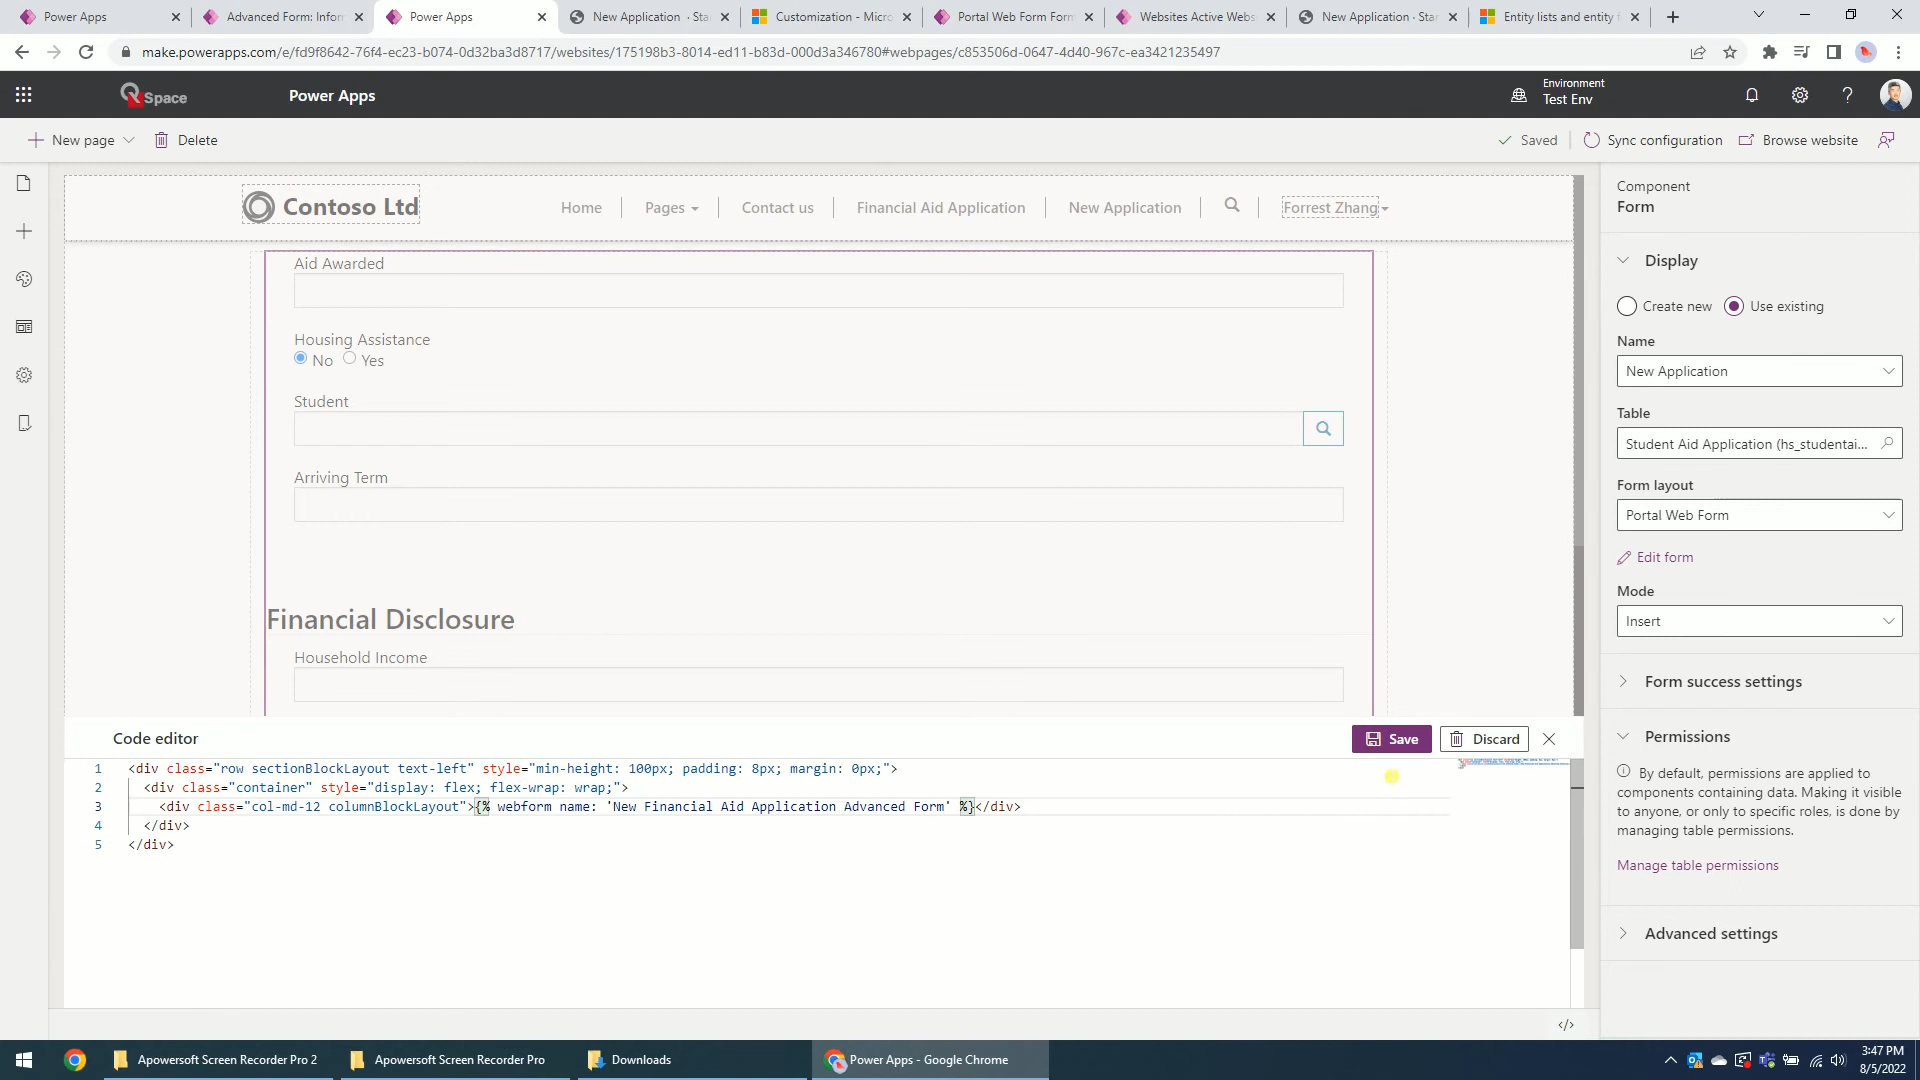 Power Apps
Advanced Form: Infor
Power Apps
New Application · Sta
Customization - Micro
Portal Web Form Form
Websites Active Webs
New Application · Star
Entity lists and entity f
make.powerapps.com/e/fd9f8642-76f4-ec23-b074-0d32ba3d8717/websites/175198b3-8014-ed11-b83d-000d3a346780#webpages/c853506d-0647-4d40-967c-ea3421235497
Space
Power Apps
Environment
Test Env
New page
Delete
Saved
Sync configuration
Browse website
Contoso Ltd
Home
Pages
Contact us
Financial Aid Application
New Application
Forrest Zhang
Aid Awarded
Housing Assistance
No Yes
Student
Arriving Term
Financial Disclosure
Household Income
Component
Form
Display
Create new
Use existing
Name
New Application
Table
Student Aid Application (hs_studentai...
Form layout
Portal Web Form
Edit form
Mode
Insert
Form success settings
Permissions
By default, permissions are applied to
components containing data. Making it visible
to anyone, or only to specific roles, is done by
managing table permissions.
Manage table permissions
Advanced settings
Code editor
Save
Discard
1 <div class="row sectionBlockLayout text-left" style="min-height: 100px; padding: 8px; margin: 0px;">
2 <div class="container" style="display: flex; flex-wrap: wrap;">
3 <div class="col-md-12 columnBlockLayout">{% webform name: 'New Financial Aid Application Advanced Form' %}</div>
4 </div>
5 </div>
</>
Apowersoft Screen Recorder Pro 2
Apowersoft Screen Recorder Pro
Downloads
Power Apps - Google Chrome
3:47 PM
8/5/2022